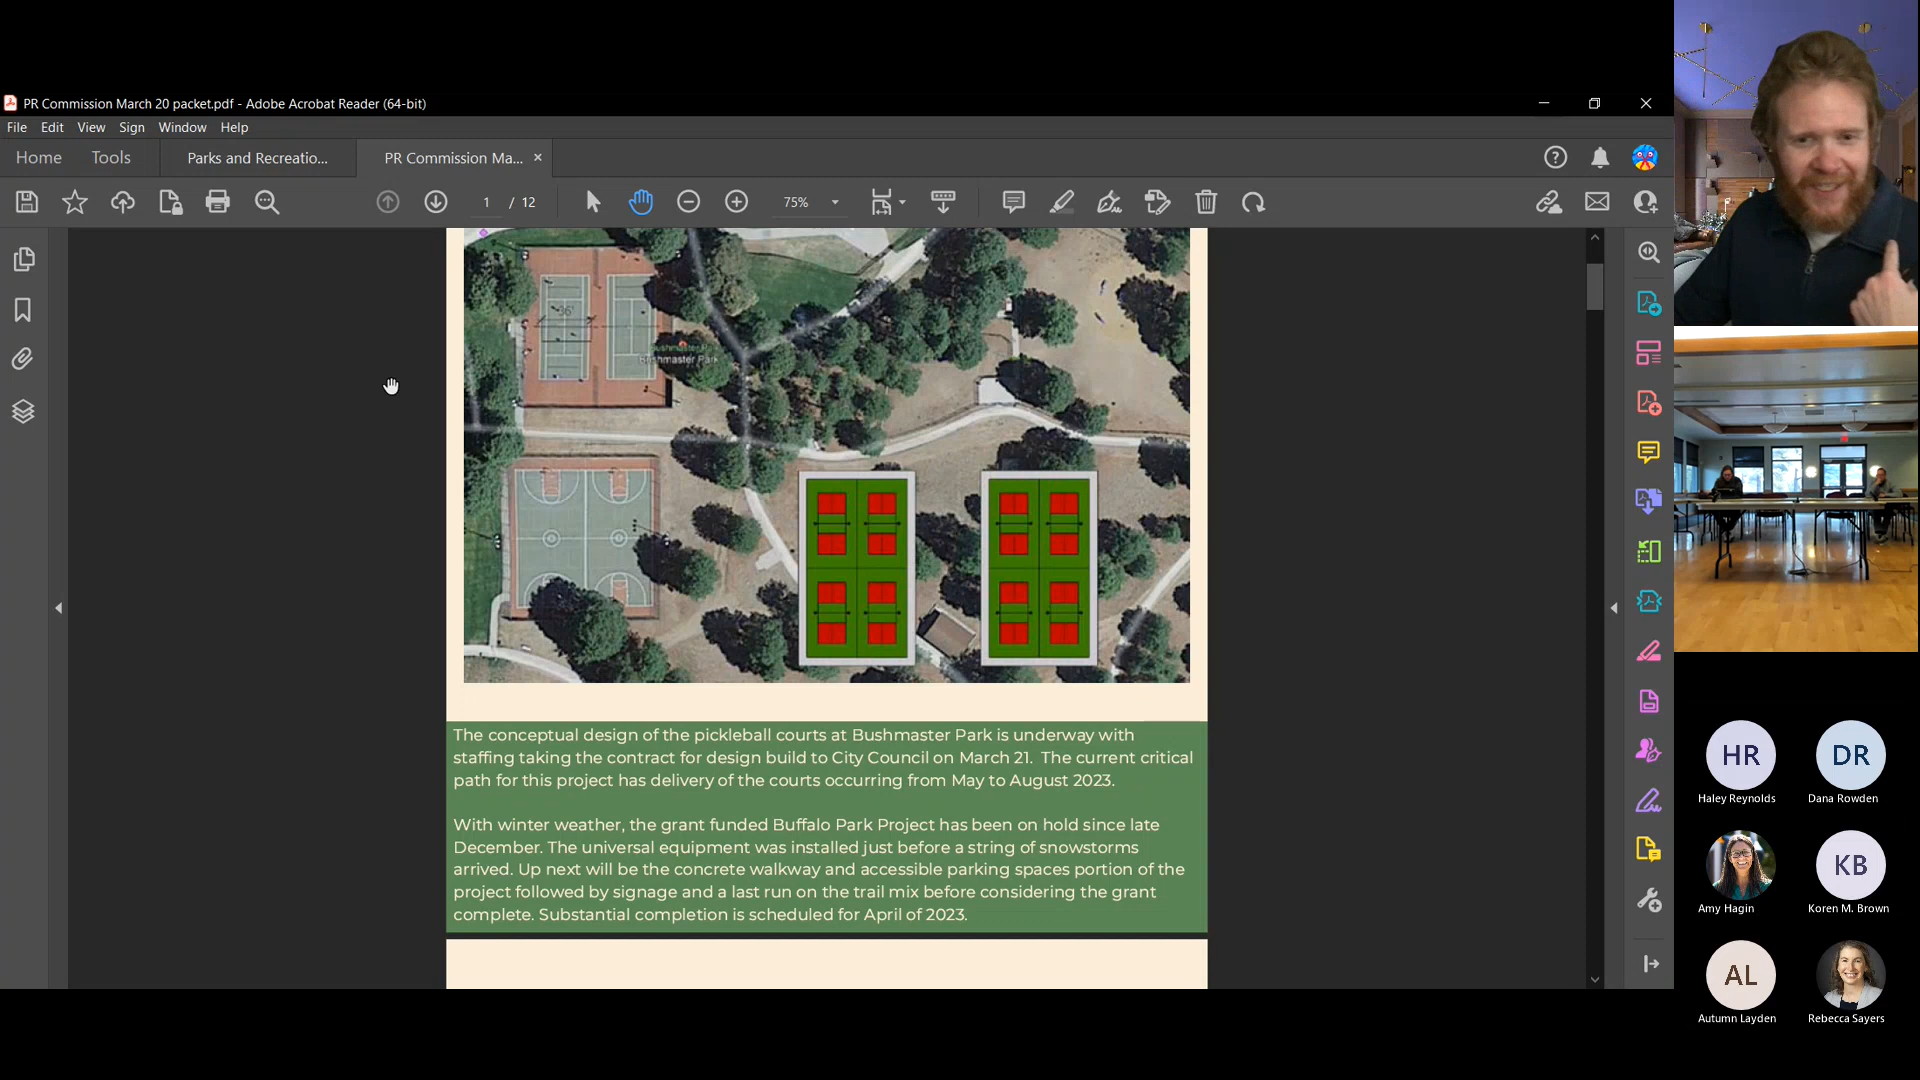 PR Commission March 20 packet.pdf - Adobe Acrobat Reader (64-bit)
File Edit View Sign Window Help
Home Tools Parks and Recreatio... PR Commission Ma... ×
1 / 12 75%
36'
Bushmaster Park
Bushmaster Park
The conceptual design of the pickleball courts at Bushmaster Park is underway with
staffing taking the contract for design build to City Council on March 21. The current critical
path for this project has delivery of the courts occurring from May to August 2023.
With winter weather, the grant funded Buffalo Park Project has been on hold since late
December. The universal equipment was installed just before a string of snowstorms
arrived. Up next will be the concrete walkway and accessible parking spaces portion of the
project followed by signage and a last run on the trail mix before considering the grant
complete. Substantial completion is scheduled for April of 2023.
HR DR
Haley Reynolds Dana Rowden
KB
Amy Hagin Koren M. Brown
AL
Autumn Layden Rebecca Sayers